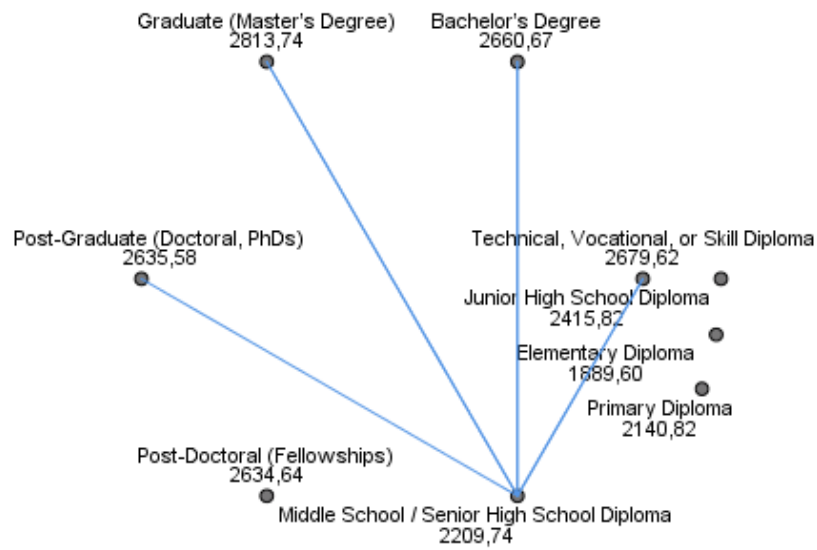 Graduate (Master's Degree)
2813,74
Bachelor's Degree
2660,67
Post-Graduate (Doctoral, PhDs)
2635,58
Technical, Vocational, or Skill Diploma
2679,62
Junior High School Diploma
2415,82
Elementary Diploma
1889,60
Primary Diploma
2140,82
Post-Doctoral (Fellowships)
2634,64
Middle School / Senior High School Diploma
2209,74